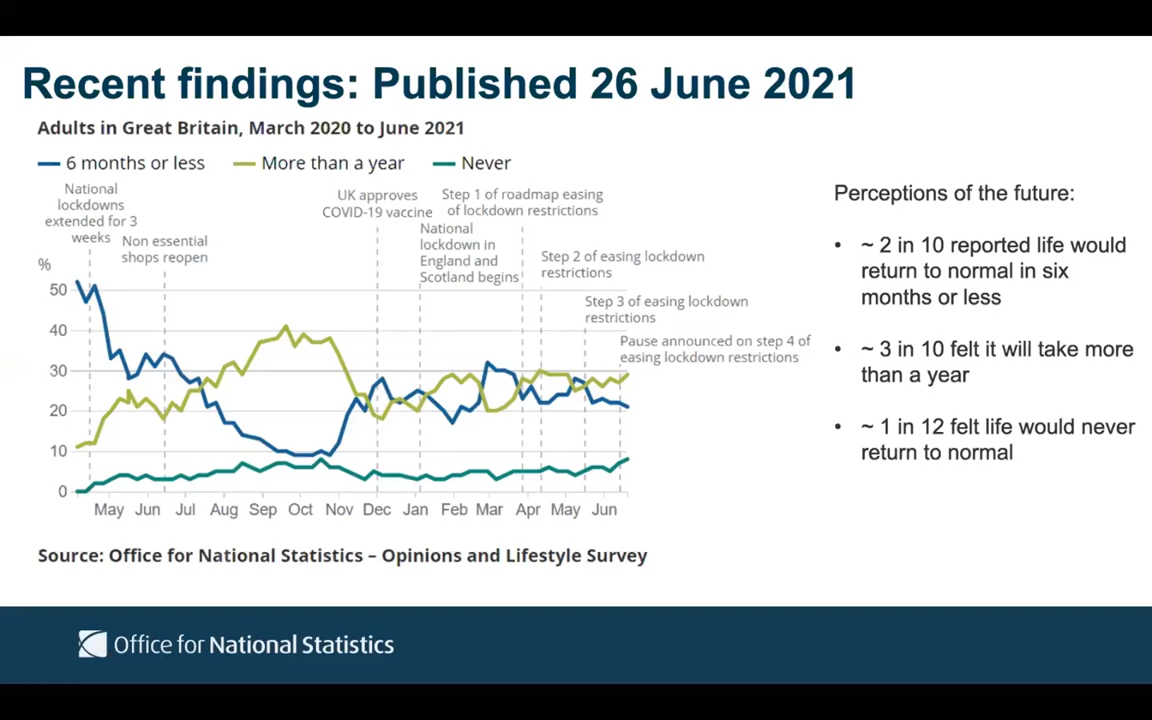 Recent findings: Published 26 June 2021
Adults in Great Britain, March 2020 to June 2021
6 months or less
More than a year
Never
National
lockdowns
extended for 3
weeks
Non essential
shops reopen
UK approves
COVID-19 vaccine
Step 1 of roadmap easing
of lockdown restrictions
National
lockdown in
England and
Scotland begins
Step 2 of easing lockdown
restrictions
Step 3 of easing lockdown
restrictions
Pause announced on step 4 of
easing lockdown restrictions
%
50
40
30
20
10
0
May Jun Jul Aug Sep Oct Nov Dec Jan Feb Mar Apr May Jun
Source: Office for National Statistics – Opinions and Lifestyle Survey
Perceptions of the future:
• ~ 2 in 10 reported life would
return to normal in six
months or less
• ~ 3 in 10 felt it will take more
than a year
• ~ 1 in 12 felt life would never
return to normal
Office for National Statistics